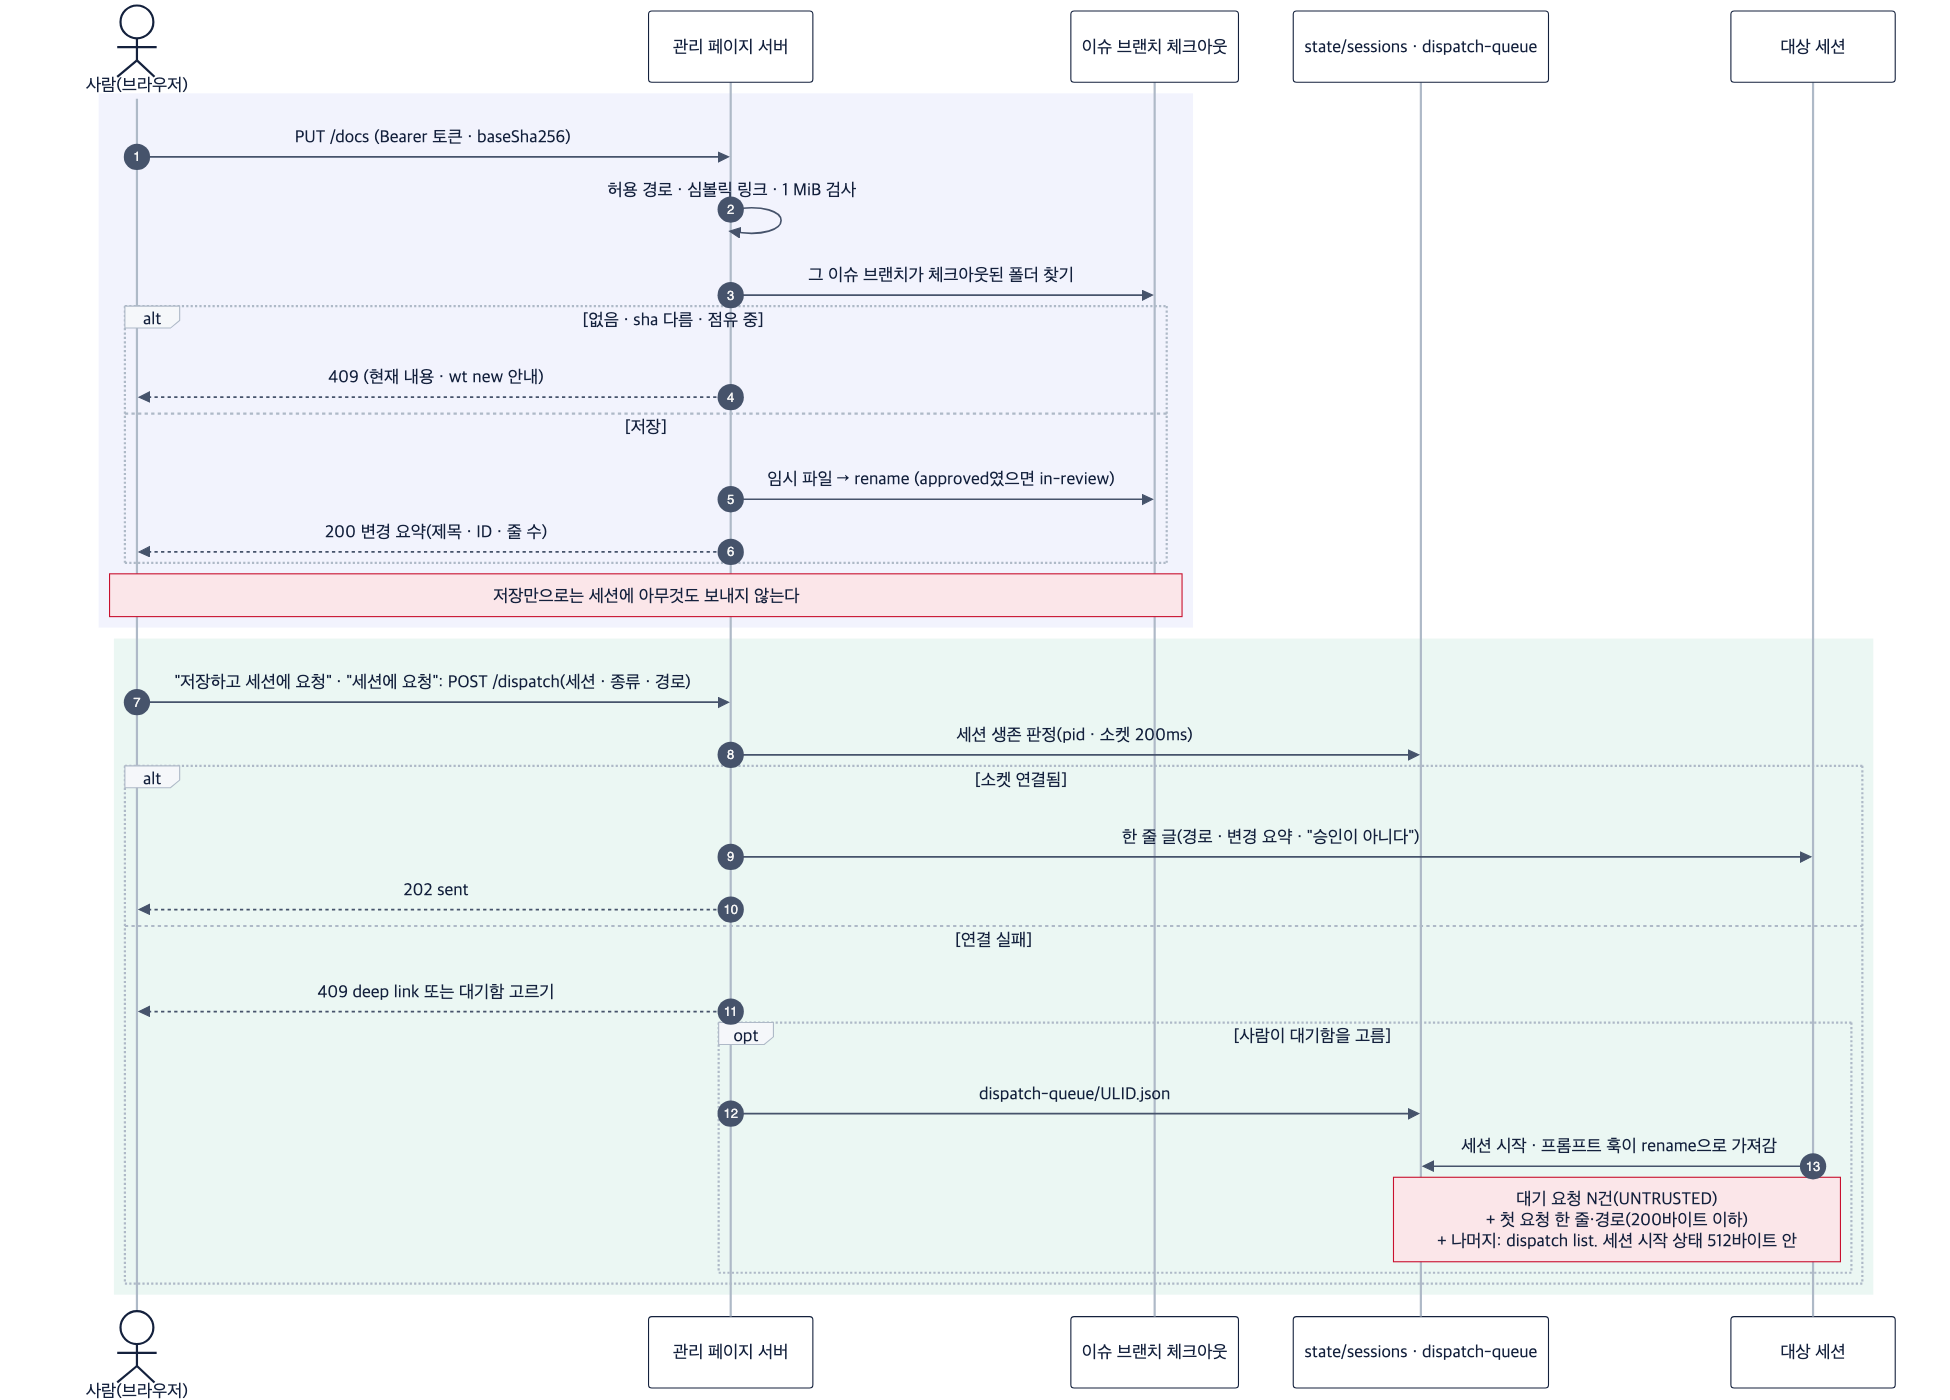 사람(브라우저)
관리 페이지 서버
이슈 브랜치 체크아웃
state/sessions · dispatch-queue
대상 세션
PUT /docs (Bearer 토큰 · baseSha256)
1
허용 경로 · 심볼릭 링크 · 1 MiB 검사
2
그 이슈 브랜치가 체크아웃된 폴더 찾기
3
alt
[없음 · sha 다름 · 점유 중]
409 (현재 내용 · wt new 안내)
4
[저장]
임시 파일 → rename (approved였으면 in-review)
5
200 변경 요약(제목 · ID · 줄 수)
6
저장만으로는 세션에 아무것도 보내지 않는다
"저장하고 세션에 요청" · "세션에 요청": POST /dispatch(세션 · 종류 · 경로)
7
세션 생존 판정(pid · 소켓 200ms)
8
alt
[소켓 연결됨]
한 줄 글(경로 · 변경 요약 · "승인이 아니다")
9
202 sent
10
[연결 실패]
409 deep link 또는 대기함 고르기
11
opt
[사람이 대기함을 고름]
dispatch-queue/ULID.json
12
세션 시작 · 프롬프트 훅이 rename으로 가져감
13
대기 요청 N건(UNTRUSTED)
+ 첫 요청 한 줄·경로(200바이트 이하)
+ 나머지: dispatch list. 세션 시작 상태 512바이트 안
사람(브라우저)
관리 페이지 서버
이슈 브랜치 체크아웃
state/sessions · dispatch-queue
대상 세션